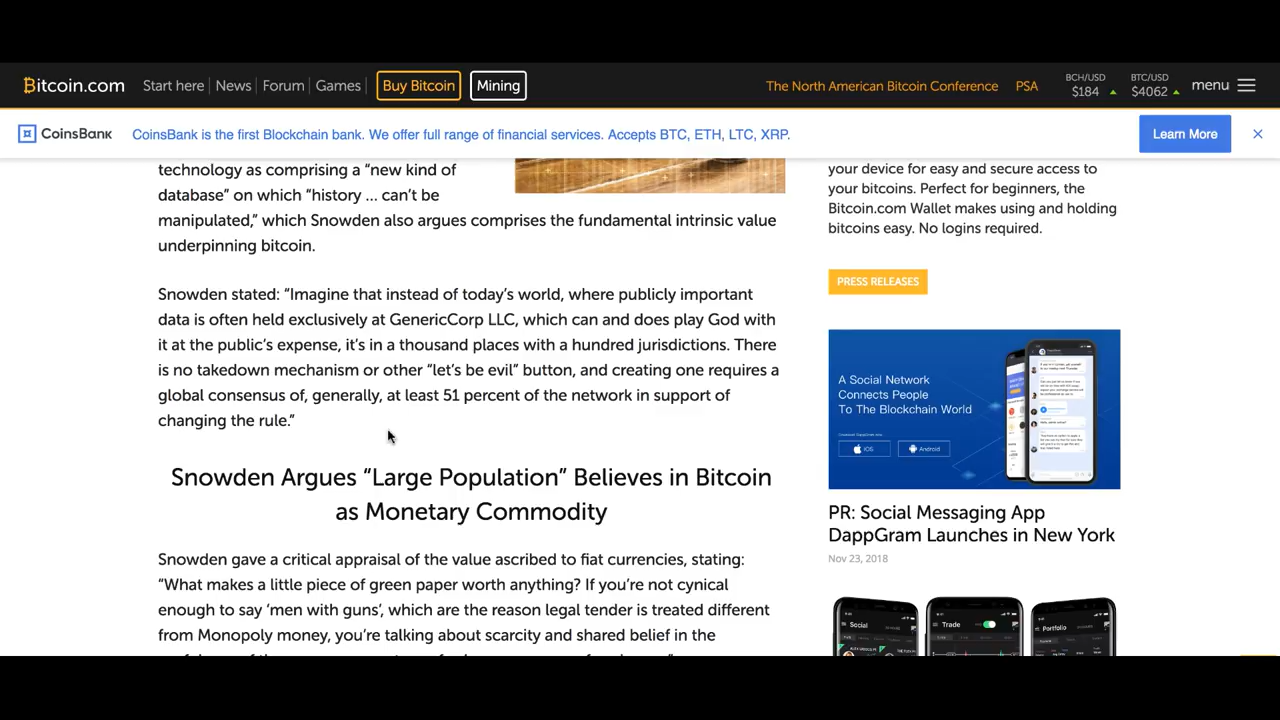 Bitcoin.com Start here News Forum Games Buy Bitcoin Mining The North American Bitcoin Conference PSA BCH/USD $184 BTC/USD $4062 menu
CoinsBank CoinsBank is the first Blockchain bank. We offer full range of financial services. Accepts BTC, ETH, LTC, XRP. Learn More
technology as comprising a “new kind of
database” on which “history … can’t be
manipulated,” which Snowden also argues comprises the fundamental intrinsic value
underpinning bitcoin.
Snowden stated: “Imagine that instead of today’s world, where publicly important
data is often held exclusively at GenericCorp LLC, which can and does play God with
it at the public’s expense, it’s in a thousand places with a hundred jurisdictions. There
is no takedown mechanism or other “let’s be evil” button, and creating one requires a
global consensus of, generally, at least 51 percent of the network in support of
changing the rule.”
Snowden Argues “Large Population” Believes in Bitcoin
as Monetary Commodity
Snowden gave a critical appraisal of the value ascribed to fiat currencies, stating:
“What makes a little piece of green paper worth anything? If you’re not cynical
enough to say ‘men with guns’, which are the reason legal tender is treated different
from Monopoly money, you’re talking about scarcity and shared belief in the
your device for easy and secure access to
your bitcoins. Perfect for beginners, the
Bitcoin.com Wallet makes using and holding
bitcoins easy. No logins required.
PRESS RELEASES
A Social Network
Connects People
To The Blockchain World
iOS Android
PR: Social Messaging App
DappGram Launches in New York
Nov 23, 2018
Social Trade Portfolio